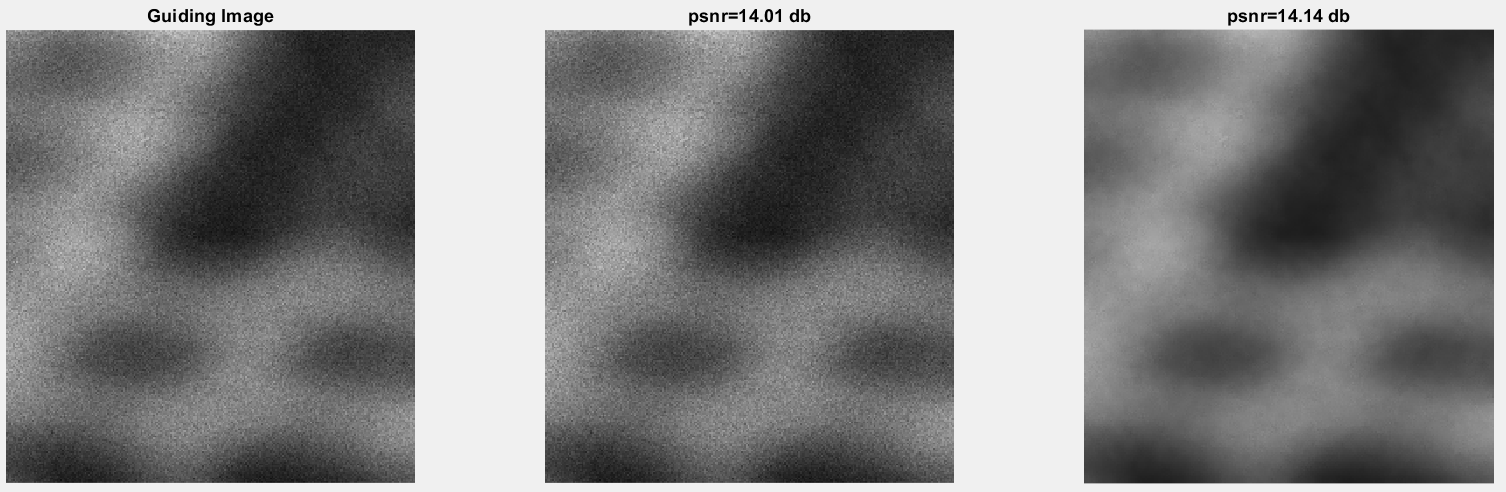 Guiding Image
psnr=14.01 db
psnr=14.14 db